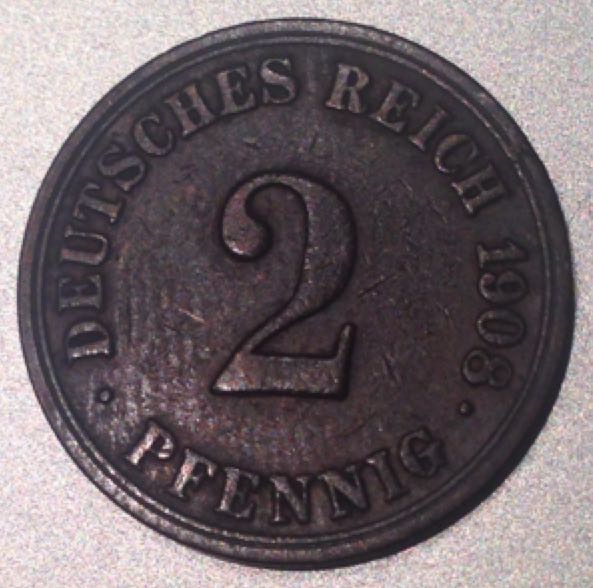 DEUTSCHES REICH 1908
2
PFENNIG